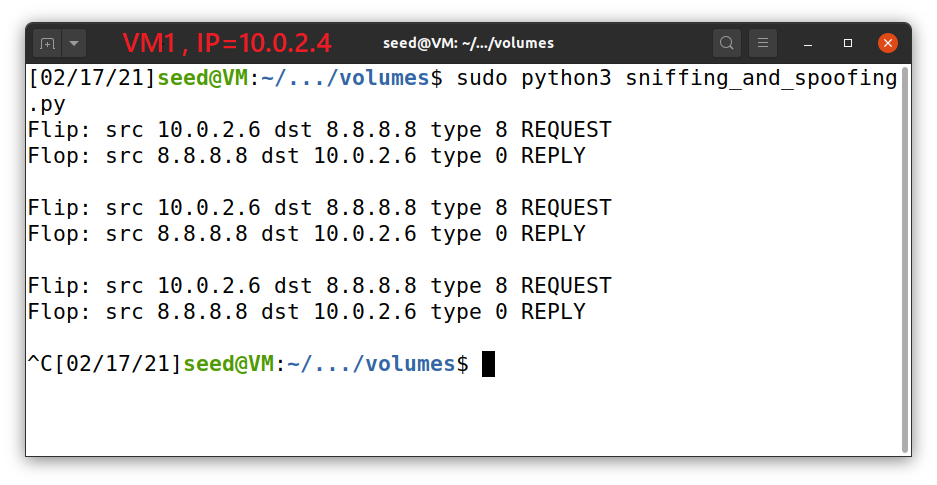 VM1 , IP=10.0.2.4
seed@VM: ~/.../volumes
[02/17/21]seed@VM:~/.../volumes$ sudo python3 sniffing_and_spoofing
.py
Flip: src 10.0.2.6 dst 8.8.8.8 type 8 REQUEST
Flop: src 8.8.8.8 dst 10.0.2.6 type 0 REPLY
Flip: src 10.0.2.6 dst 8.8.8.8 type 8 REQUEST
Flop: src 8.8.8.8 dst 10.0.2.6 type 0 REPLY
Flip: src 10.0.2.6 dst 8.8.8.8 type 8 REQUEST
Flop: src 8.8.8.8 dst 10.0.2.6 type 0 REPLY
^C[02/17/21]seed@VM:~/.../volumes$